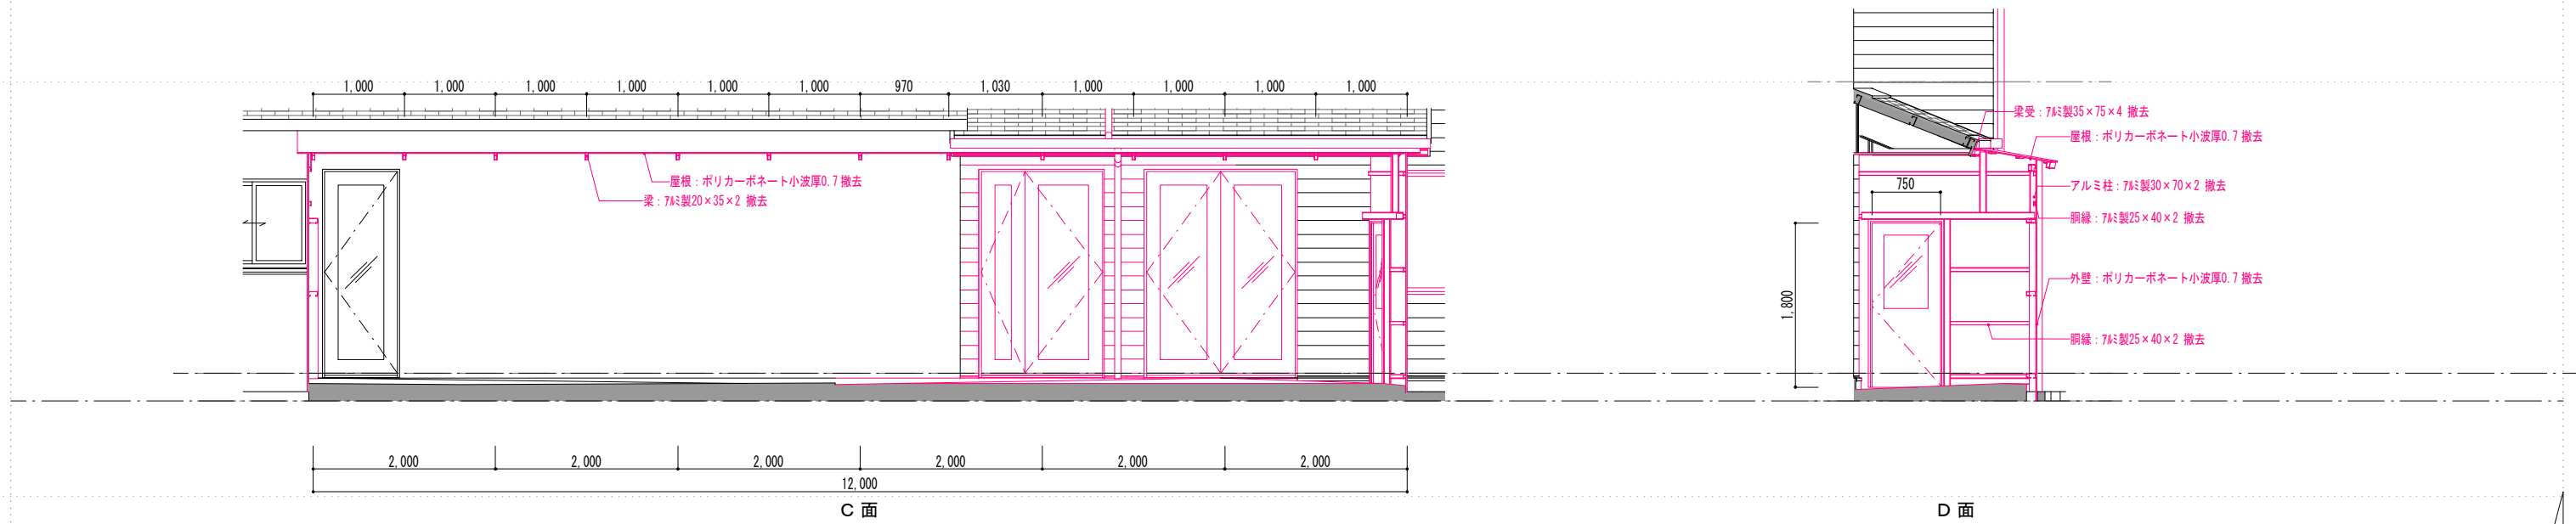 1,000 1,000 1,000 1,000 1,000 1,000 970 1,030 1,000 1,000 1,000 1,000
屋根：ポリカーボネート小波厚0.7 撤去
梁：ｱﾙﾐ製20×35×2 撤去
2,000 2,000 2,000 2,000 2,000 2,000
12,000
C 面
梁受：ｱﾙﾐ製35×75×4 撤去
屋根：ポリカーボネート小波厚0.7 撤去
750
アルミ柱：ｱﾙﾐ製30×70×2 撤去
胴縁：ｱﾙﾐ製25×40×2 撤去
外壁：ポリカーボネート小波厚0.7 撤去
1,800
胴縁：ｱﾙﾐ製25×40×2 撤去
D 面